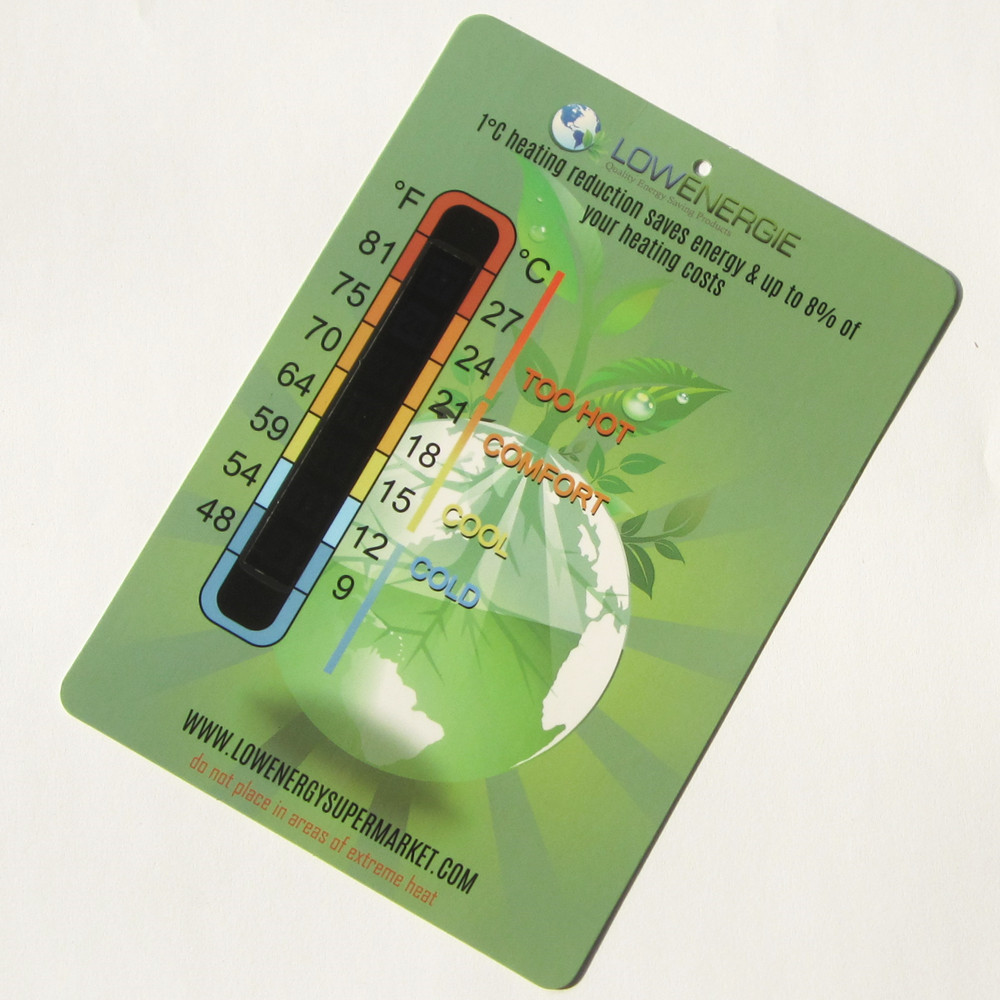 LOWENERGIE
Quality Energy Saving Products
1°C heating reduction saves energy & up to 8% of
your heating costs
°F °C
81 27
75 24
70 21
64 18
59 15
54 12
48 9
TOO HOT
COMFORT
COOL
COLD
WWW.LOWENERGYSUPERMARKET.COM
do not place in areas of extreme heat